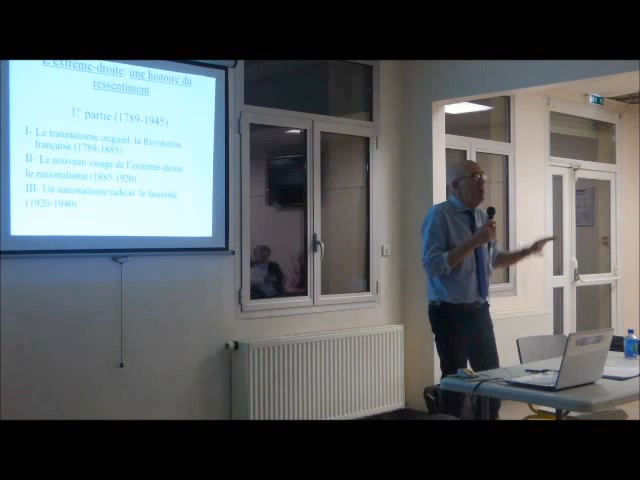 L'extrême-droite: une histoire du
ressentiment
1° partie (1789-1945)
I- Le traumatisme originel: la Révolution
française (1789-1885)
II- Le nouveau visage de l'extrême-droite:
le nationalisme (1885-1920)
III- Un nationalisme radical: le fascisme
(1920-1940)